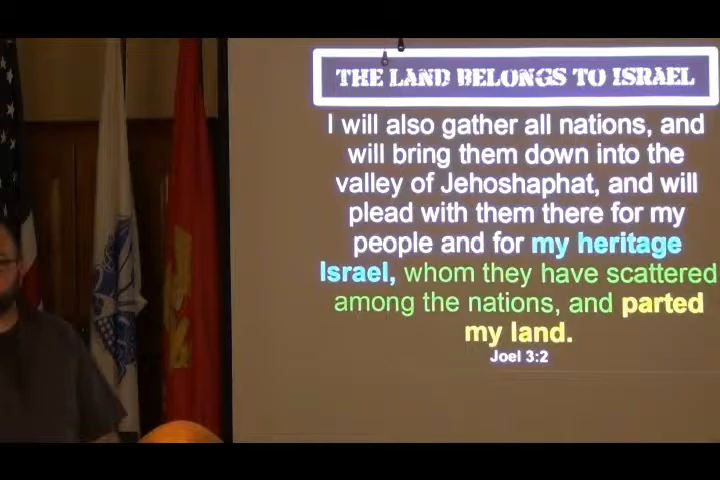 THE LAND BELONGS TO ISRAEL
I will also gather all nations, and
will bring them down into the
valley of Jehoshaphat, and will
plead with them there for my
people and for my heritage
Israel, whom they have scattered
among the nations, and parted
my land.
Joel 3:2